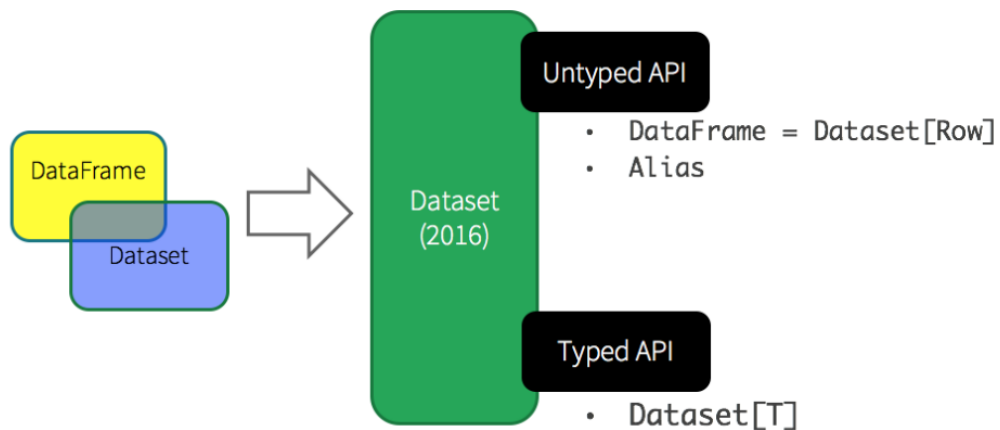 DataFrame
Dataset
Dataset
(2016)
Untyped API
• DataFrame = Dataset[Row]
• Alias
Typed API
• Dataset[T]